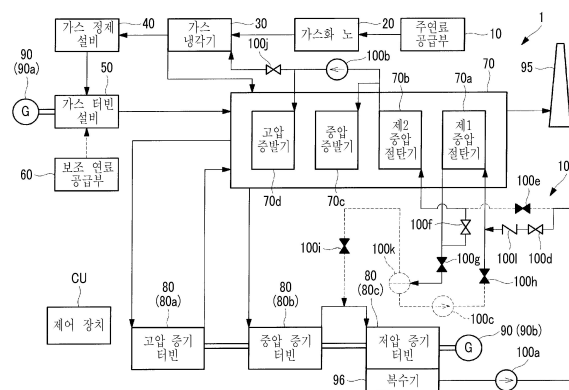 90
(90a)
40
가스 정제
설비
30
가스
냉각기
20
가스화 노
10
주연료
공급부
1
95
50
G
가스 터빈
설비
100j
100b
70b
70a
70
고압
증발기
중압
증발기
제2
중압
절탄기
제1
중압
절탄기
70d
70c
60
보조 연료
공급부
100e
10
100f
100i
100k
100l
100d
100g
100h
100c
CU
제어 장치
80
(80a)
80
(80b)
80
(80c)
고압 증기
터빈
중압 증기
터빈
저압 증기
터빈
G
90 (90b)
96
복수기
100a